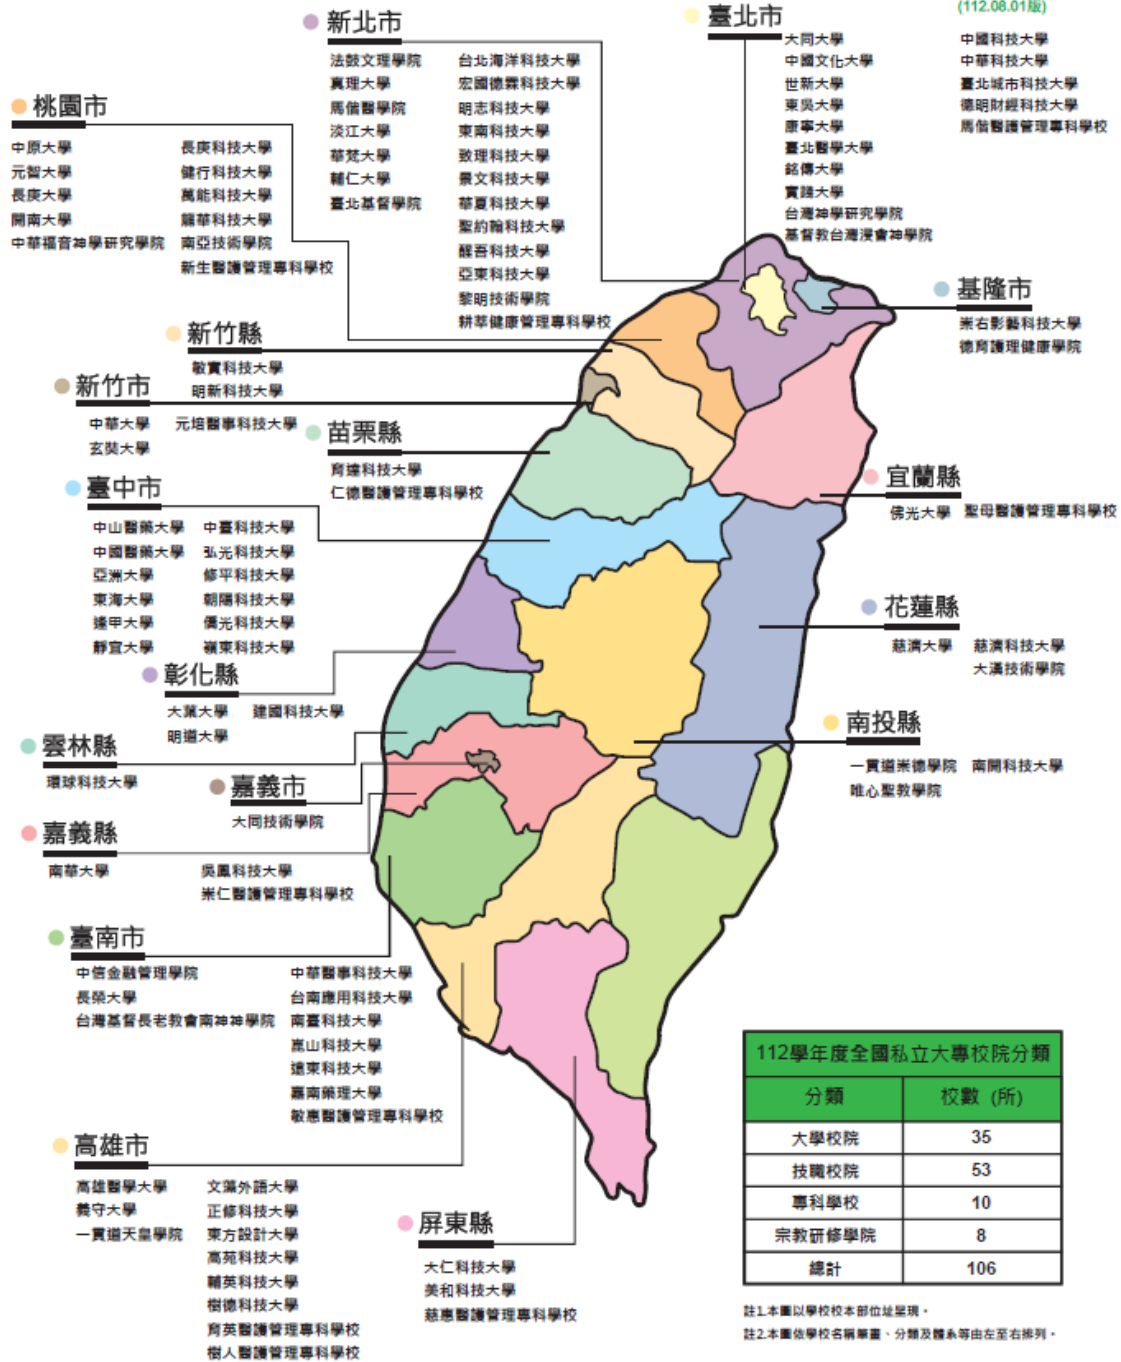 (112.08.01版)
新北市
法鼓文理學院
真理大學
馬偕醫學院
淡江大學
華梵大學
輔仁大學
臺北基督學院
台北海洋科技大學
宏國德霖科技大學
明志科技大學
東南科技大學
致理科技大學
景文科技大學
華夏科技大學
聖約翰科技大學
醒吾科技大學
亞東科技大學
黎明技術學院
耕莘健康管理專科學校
臺北市
大同大學
中國文化大學
世新大學
東吳大學
康寧大學
臺北醫學大學
銘傳大學
實踐大學
台灣神學研究學院
基督教台灣浸會神學院
中國科技大學
中華科技大學
臺北城市科技大學
德明財經科技大學
馬偕醫護管理專科學校
桃園市
中原大學
元智大學
長庚大學
開南大學
中華福音神學研究學院
長庚科技大學
健行科技大學
萬能科技大學
龍華科技大學
南亞技術學院
新生醫護管理專科學校
基隆市
崇右影藝科技大學
德育護理健康學院
新竹縣
敏實科技大學
明新科技大學
新竹市
中華大學 元培醫事科技大學
玄奘大學
苗栗縣
育達科技大學
仁德醫護管理專科學校
宜蘭縣
佛光大學 聖母醫護管理專科學校
臺中市
中山醫藥大學
中國醫藥大學
亞洲大學
東海大學
逢甲大學
靜宜大學
中臺科技大學
弘光科技大學
修平科技大學
朝陽科技大學
僑光科技大學
嶺東科技大學
花蓮縣
慈濟大學 慈濟科技大學
大漢技術學院
彰化縣
大葉大學 建國科技大學
明道大學
南投縣
一貫道崇德學院 南開科技大學
唯心聖教學院
雲林縣
環球科技大學
嘉義市
大同技術學院
嘉義縣
南華大學 吳鳳科技大學
崇仁醫護管理專科學校
臺南市
中信金融管理學院
長榮大學
台灣基督長老教會南神神學院
中華醫事科技大學
台南應用科技大學
南臺科技大學
崑山科技大學
遠東科技大學
嘉南藥理大學
敏惠醫護管理專科學校
高雄市
高雄醫學大學
義守大學
一貫道天皇學院
文藻外語大學
正修科技大學
東方設計大學
高苑科技大學
輔英科技大學
樹德科技大學
育英醫護管理專科學校
樹人醫護管理專科學校
屏東縣
大仁科技大學
美和科技大學
慈惠醫護管理專科學校
112學年度全國私立大專校院分類
分類 校數 (所)
大學校院 35
技職校院 53
專科學校 10
宗教研修學院 8
總計 106
註1.本圖以學校校本部位址呈現。
註2.本圖依學校名稱筆畫、分類及體系等由左至右排列。